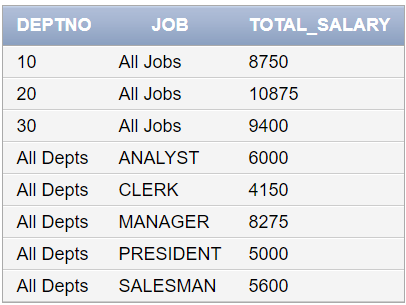 DEPTNO JOB TOTAL_SALARY
10 All Jobs 8750
20 All Jobs 10875
30 All Jobs 9400
All Depts ANALYST 6000
All Depts CLERK 4150
All Depts MANAGER 8275
All Depts PRESIDENT 5000
All Depts SALESMAN 5600